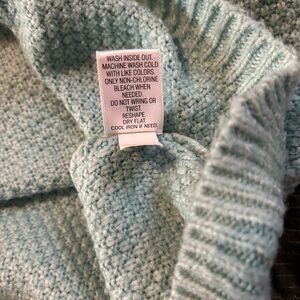 WASH INSIDE OUT.
MACHINE WASH COLD
WITH LIKE COLORS.
ONLY NON-CHLORINE
BLEACH WHEN
NEEDED.
DO NOT WRING OR
TWIST.
RESHAPE.
DRY FLAT.
COOL IRON IF NEED.